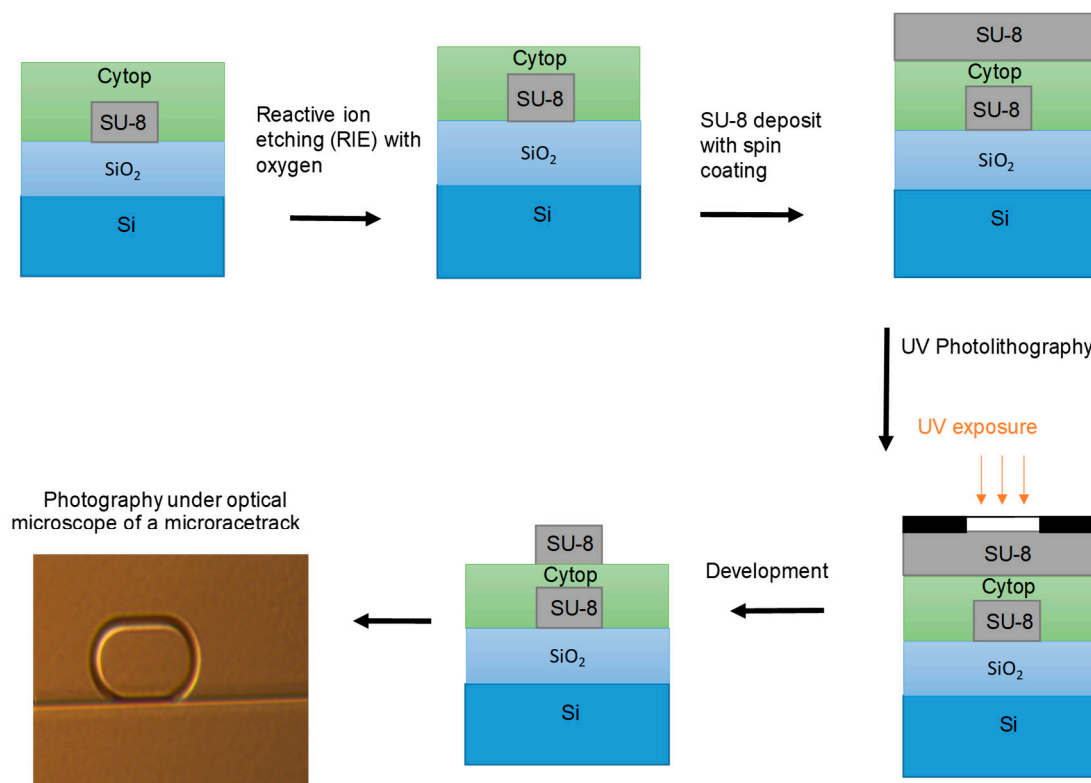 Cytop
SU-8
SiO₂
Si
Reactive ion
etching (RIE) with
oxygen
Cytop
SU-8
SiO₂
Si
SU-8 deposit
with spin
coating
SU-8
Cytop
SU-8
SiO₂
Si
UV Photolithography
UV exposure
SU-8
Cytop
SU-8
SiO₂
Si
Development
SU-8
Cytop
SU-8
SiO₂
Si
Photography under optical
microscope of a microracetrack